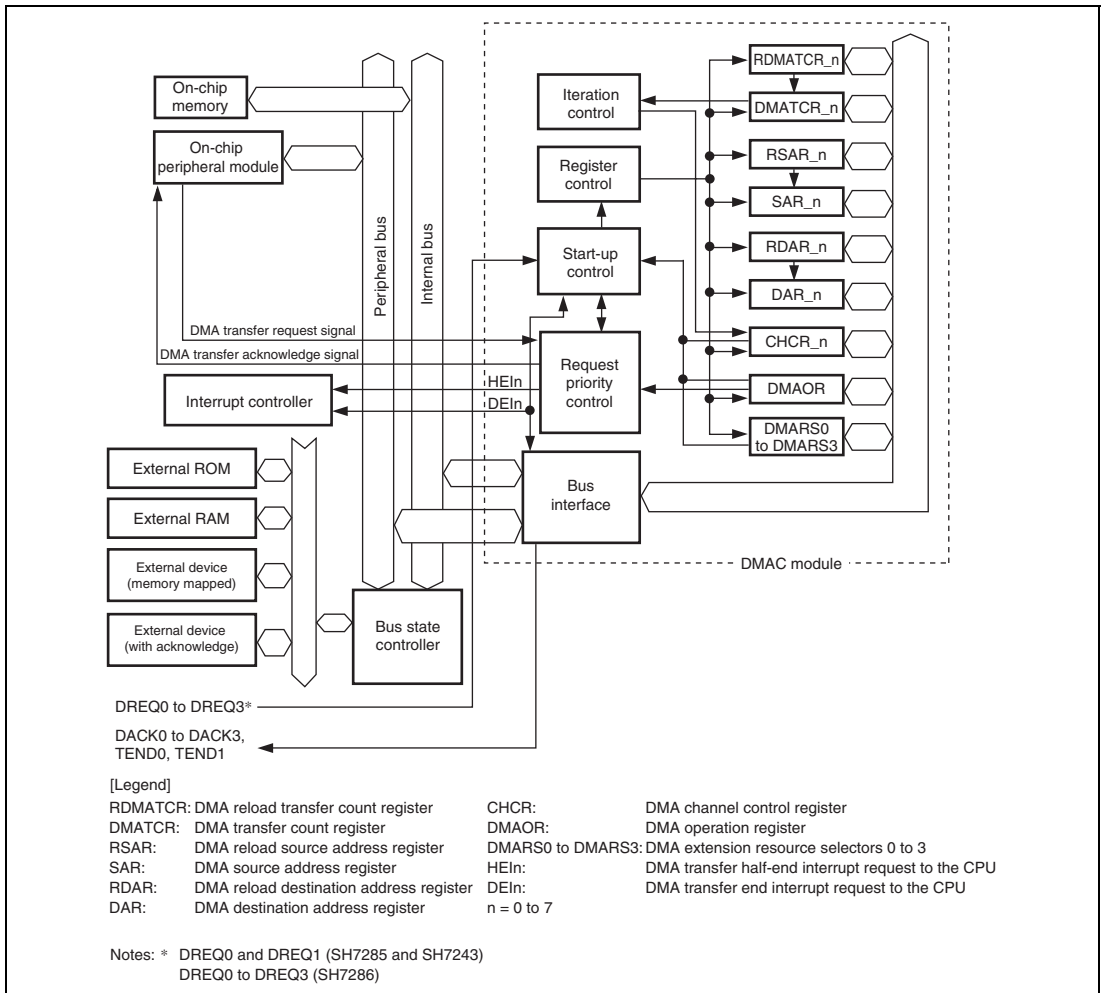 On-chip
memory
On-chip
peripheral module
Peripheral bus
Internal bus
DMA transfer request signal
DMA transfer acknowledge signal
Interrupt controller
HEIn
DEIn
External ROM
External RAM
External device
(memory mapped)
External device
(with acknowledge)
Bus state
controller
Iteration
control
Register
control
Start-up
control
Request
priority
control
Bus
interface
RDMATCR_n
DMATCR_n
RSAR_n
SAR_n
RDAR_n
DAR_n
CHCR_n
DMAOR
DMARS0
to DMARS3
DMAC module
DREQ0 to DREQ3*
DACK0 to DACK3,
TEND0, TEND1
[Legend]
RDMATCR: DMA reload transfer count register
DMATCR: DMA transfer count register
RSAR: DMA reload source address register
SAR: DMA source address register
RDAR: DMA reload destination address register
DAR: DMA destination address register
CHCR: DMA channel control register
DMAOR: DMA operation register
DMARS0 to DMARS3: DMA extension resource selectors 0 to 3
HEIn: DMA transfer half-end interrupt request to the CPU
DEIn: DMA transfer end interrupt request to the CPU
n = 0 to 7
Notes: * DREQ0 and DREQ1 (SH7285 and SH7243)
DREQ0 to DREQ3 (SH7286)